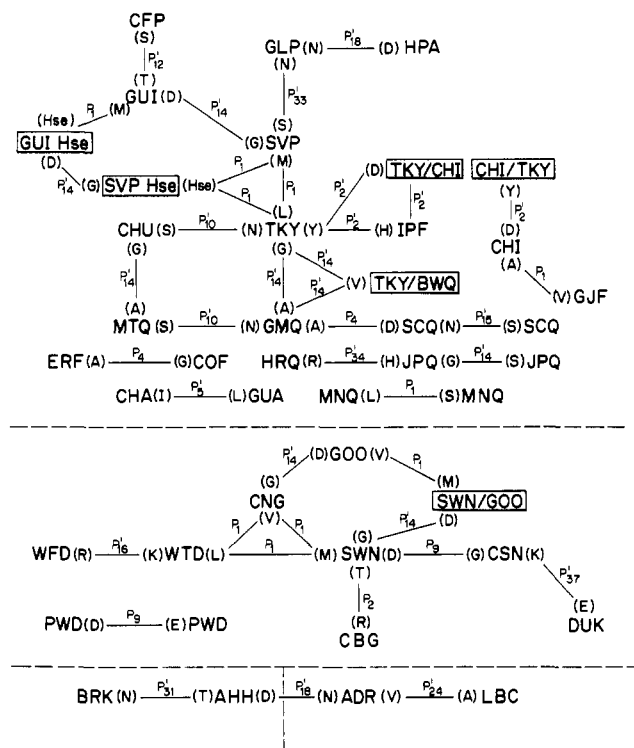 CFP
(S)
P'12
(T)
GLP(N) P'18 (D)HPA
(N)
P'33
(Hse) P1 (M) GUI(D) P'14 (S)
(G)SVP
GUI Hse
(D)
P'14 (G) SVP Hse (Hse) P1 (M)
P1 P1
(L)
CHU(S) P'10 (N)TKY(Y) P'2 (H)IPF
P'2 (D) TKY/CHI
P'2
CHI/TKY
(Y)
P'2
(D)
CHI
(A) P1 (V)GJF
(G) (G)
P'14 P'14 P'14 P'14 (V) TKY/BWQ
(A) (A)
MTQ(S) P'10 (N)GMQ(A) P4 (D)SCQ(N) P'15 (S)SCQ
ERF(A) P4 (G)COF HRQ(R) P'34 (H)JPQ(G) P'14 (S)JPQ
CHA(I) P'5 (L)GUA MNQ(L) P1 (S)MNQ
P'14 (D)GOO(V) P1
(G) (M)
CNG SWN/GOO
(V) (D)
P1 P1 (G) P'14
WFD(R) P'16 (K)WTD(L) P1 (M)SWN(D) P9 (G)CSN(K)
(T) P'37
P2 (E)
PWD(D) P9 (E)PWD (R) DUK
CBG
BRK(N) P'31 (T)AHH(D) P'18 (N)ADR(V) P'24 (A)LBC